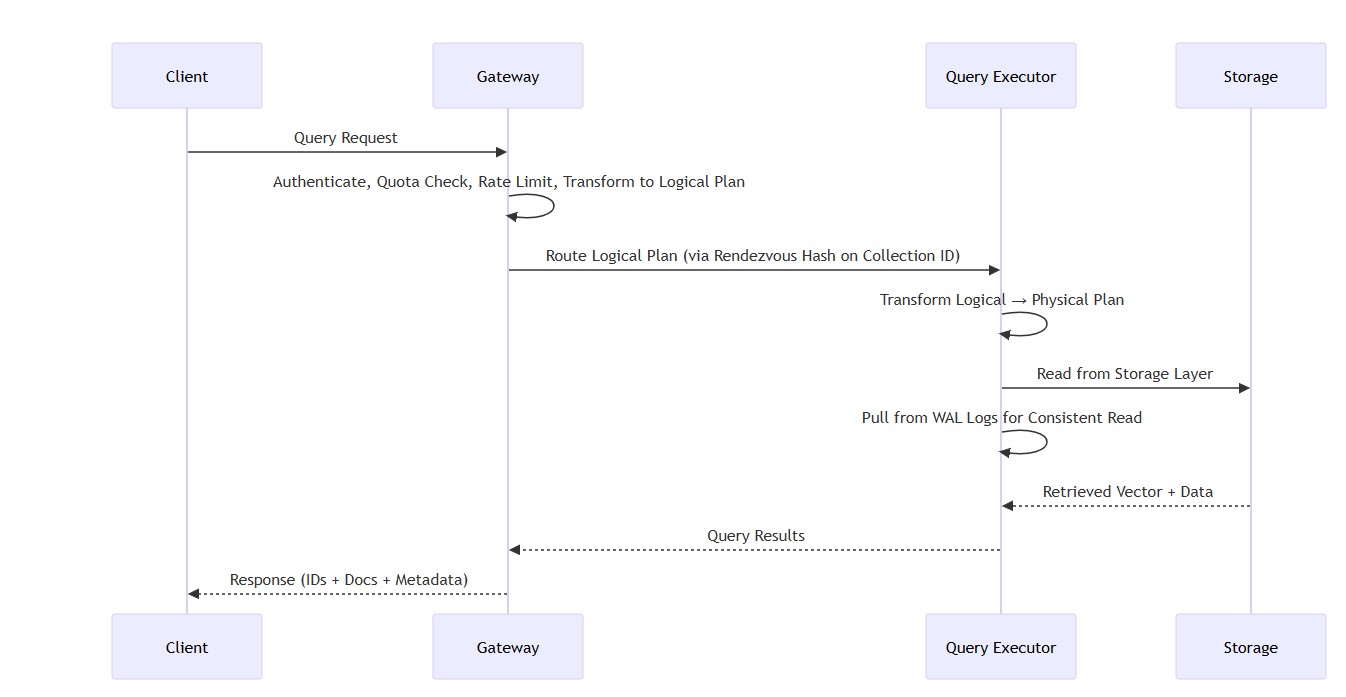 Client
Gateway
Query Executor
Storage
Query Request
Authenticate, Quota Check, Rate Limit, Transform to Logical Plan
Route Logical Plan (via Rendezvous Hash on Collection ID)
Transform Logical → Physical Plan
Read from Storage Layer
Pull from WAL Logs for Consistent Read
Retrieved Vector + Data
Query Results
Response (IDs + Docs + Metadata)
Client
Gateway
Query Executor
Storage